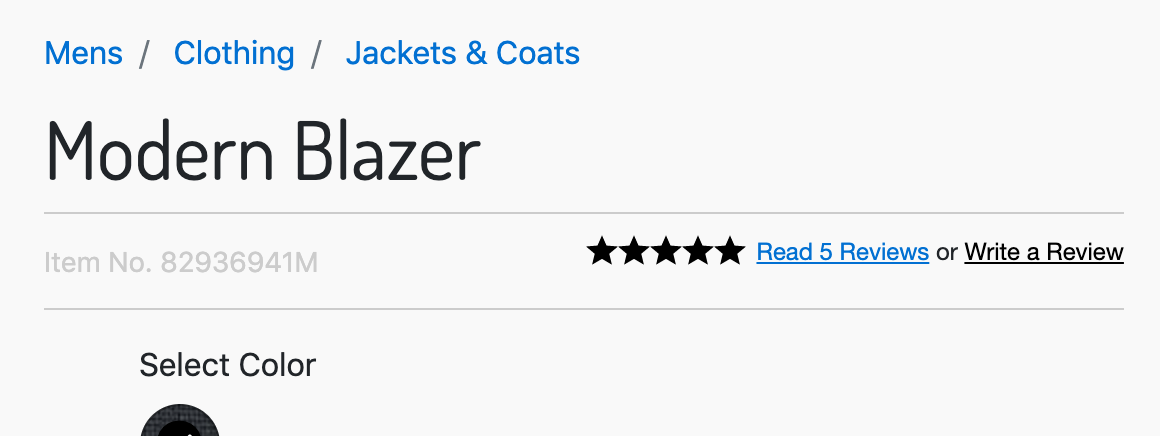 Mens / Clothing / Jackets & Coats
Modern Blazer
Item No. 82936941M
Read 5 Reviews or Write a Review
Select Color